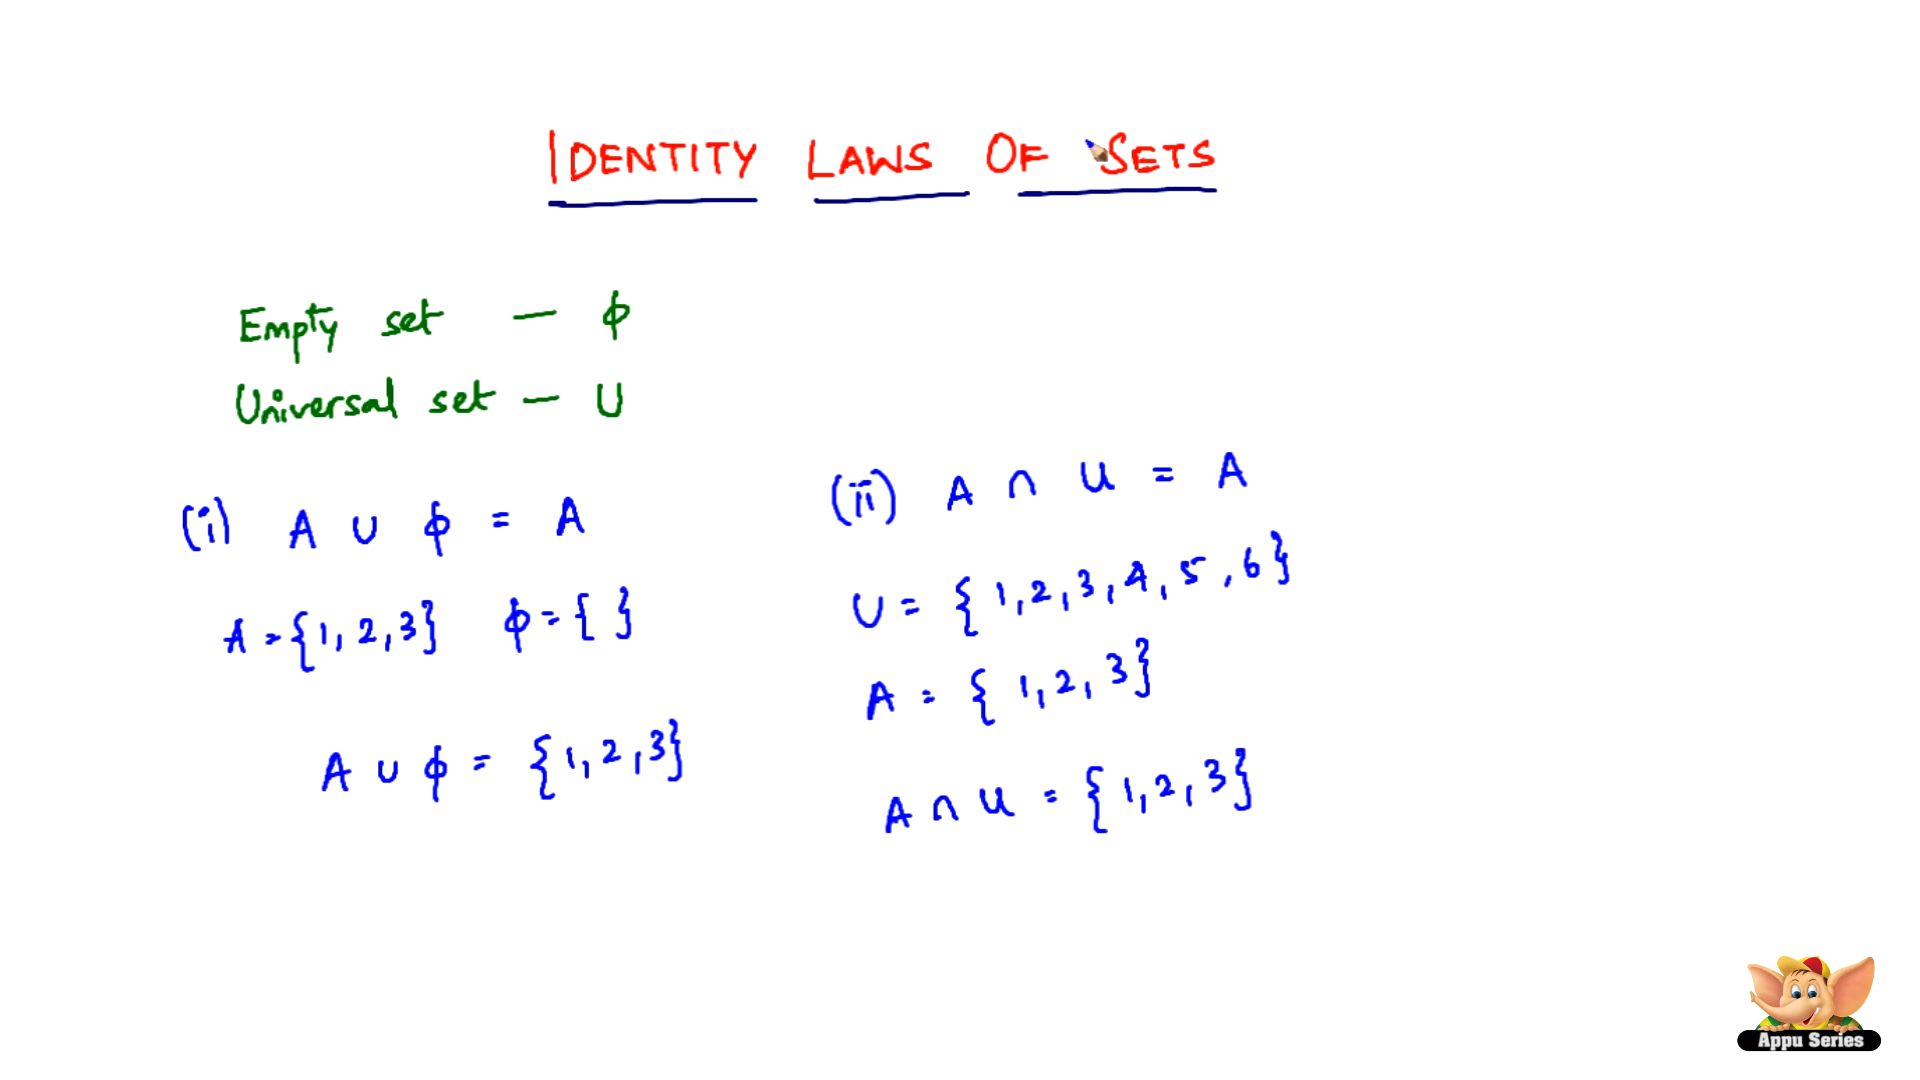 IDENTITY LAWS OF SETS
Empty set — ϕ
Universal set — U
(i) A ∪ ϕ = A
A = {1, 2, 3} ϕ = { }
A ∪ ϕ = {1, 2, 3}
(ii) A ∩ U = A
U = {1, 2, 3, 4, 5, 6}
A = {1, 2, 3}
A ∩ U = {1, 2, 3}
Appu Series